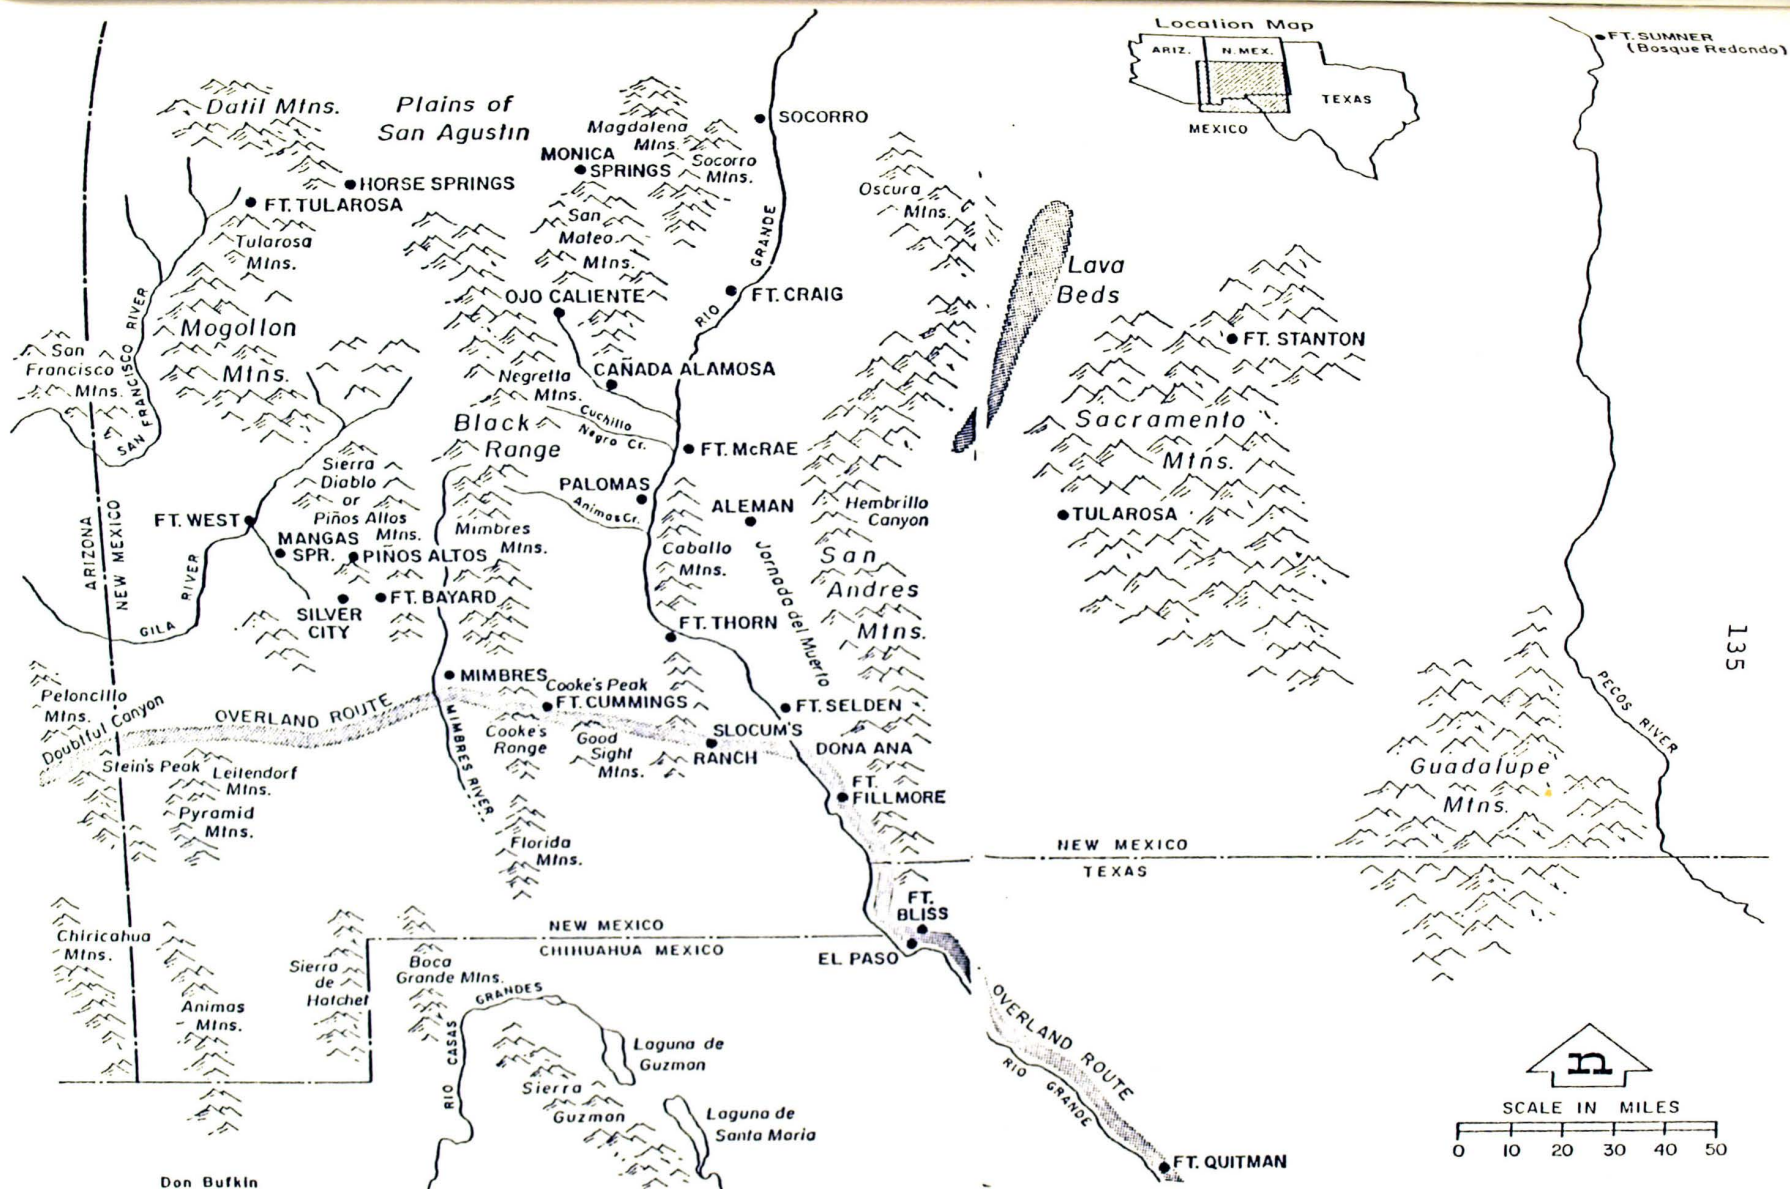 Location Map
ARIZ.
N. MEX.
TEXAS
MEXICO
FT. SUMNER
(Bosque Redondo)
Datil Mtns.
Plains of
San Agustin
Magdalena
Mtns.
SOCORRO
MONICA
SPRINGS
Socorro
Mtns.
HORSE SPRINGS
FT. TULAROSA
Oscura
Mtns.
San
Mateo
Mtns.
Tularosa
Mtns.
RIO GRANDE
Lava
Beds
OJO CALIENTE
FT. CRAIG
SAN FRANCISCO RIVER
Mogollon
Mtns.
FT. STANTON
San
Francisco
Mtns.
CAÑADA ALAMOSA
Negretta
Mtns.
Cuchillo
Negro Cr.
Black
Range
Sacramento
Mtns.
FT. McRAE
Sierra
Diablo
or
Piños Altos
Mtns.
PALOMAS
Animas Cr.
ALEMAN
Hembrillo
Canyon
TULAROSA
FT. WEST
MANGAS
SPR.
PIÑOS ALTOS
Mimbres
Mtns.
Caballo
Mtns.
Jornada del Muerto
San
Andres
Mtns.
ARIZONA
NEW MEXICO
GILA RIVER
SILVER
CITY
FT. BAYARD
FT. THORN
135
MIMBRES
Cooke's Peak
FT. CUMMINGS
FT. SELDEN
Peloncillo
Mtns.
Doubtful Canyon
OVERLAND ROUTE
MIMBRES RIVER
Cooke's
Range
Good
Sight
Mtns.
SLOCUM'S
RANCH
DONA ANA
PECOS RIVER
Stein's Peak
Leitendorf
Mtns.
Pyramid
Mtns.
FT.
FILLMORE
Guadalupe
Mtns.
Florida
Mtns.
NEW MEXICO
TEXAS
FT.
BLISS
NEW MEXICO
CHIHUAHUA MEXICO
EL PASO
Chiricahua
Mtns.
Sierra
de
Hatchet
Boca
Grande Mtns.
Animas
Mtns.
RIO CASAS GRANDES
Laguna de
Guzman
Sierra
Guzman
Laguna de
Santa Maria
OVERLAND ROUTE
RIO GRANDE
FT. QUITMAN
n
SCALE IN MILES
0 10 20 30 40 50
Don Bufkin